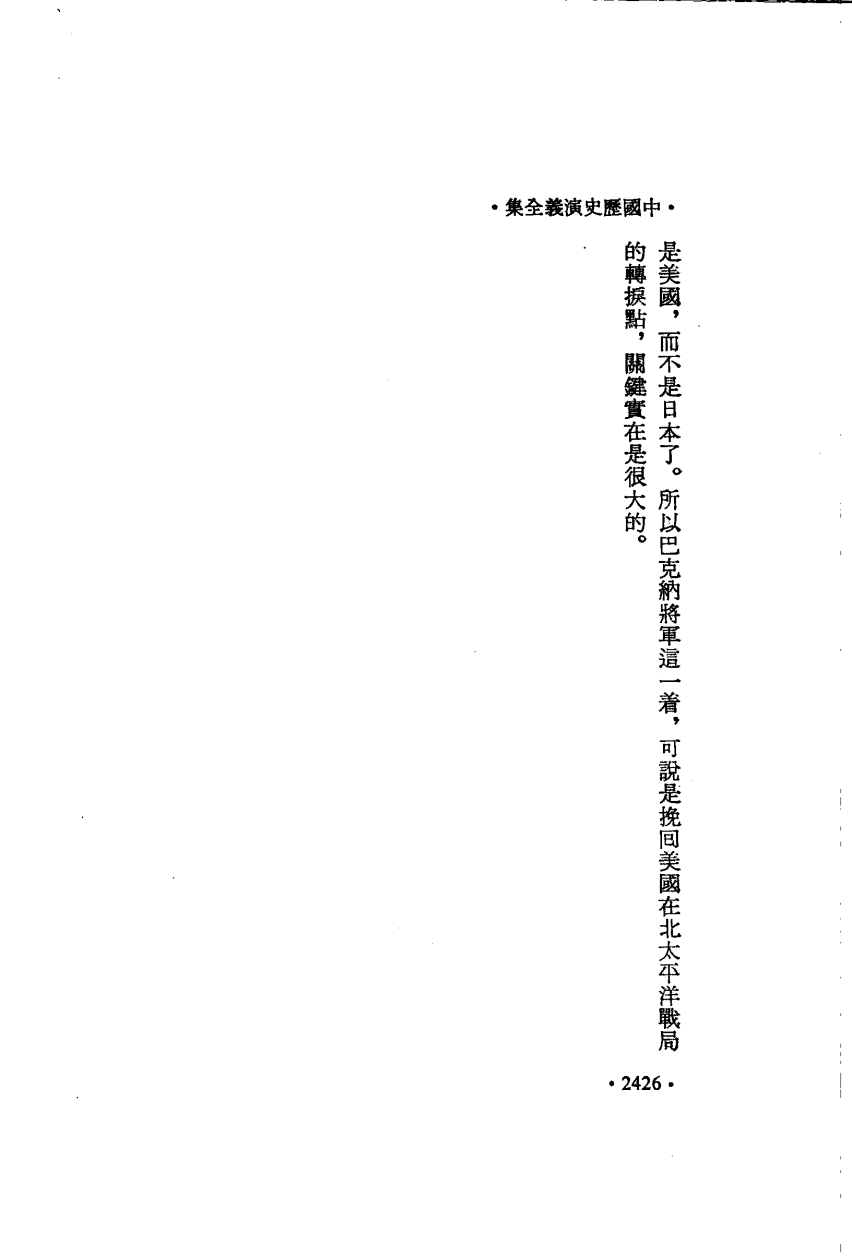 •中國歷史演義全集•
是美國，而不是日本了。所以巴克納將軍這一着，可說是挽回美國在北太平洋戰局
的轉捩點，關鍵實在是很大的。
•2426•